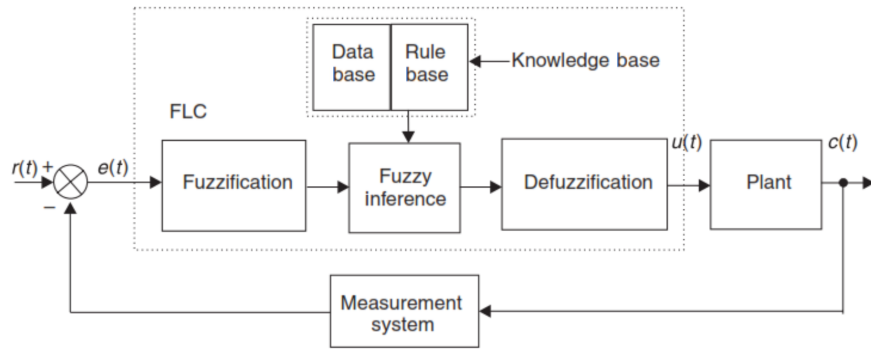 Data
base
Rule
base
Knowledge base
FLC
r(t) +
e(t)
−
Fuzzification
Fuzzy
inference
Defuzzification
u(t)
Plant
c(t)
Measurement
system